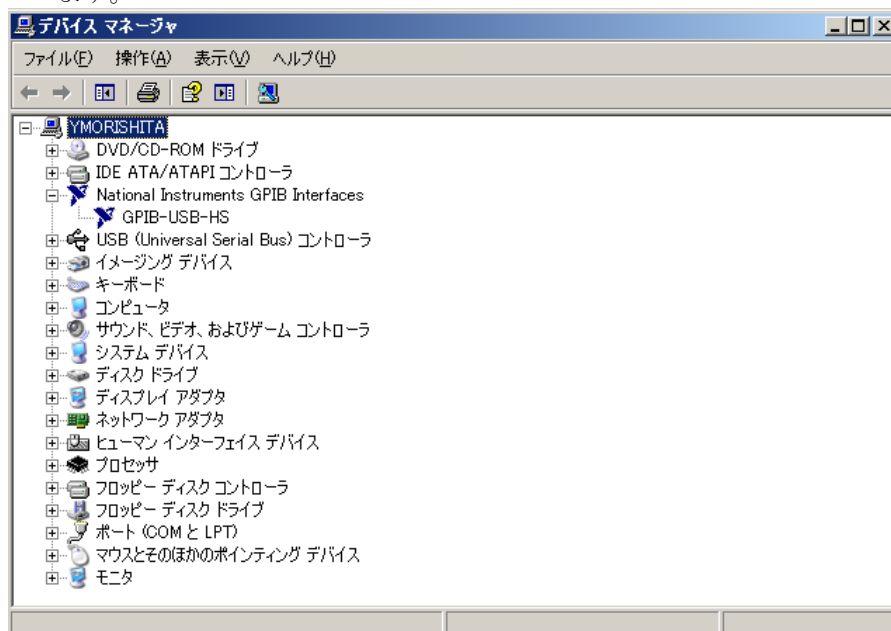 ます。
デバイス マネージャ
ファイル(F) 操作(A) 表示(V) ヘルプ(H)
YMORISHITA
DVD/CD-ROM ドライブ
IDE ATA/ATAPI コントローラ
National Instruments GPIB Interfaces
GPIB-USB-HS
USB (Universal Serial Bus) コントローラ
イメージング デバイス
キーボード
コンピュータ
サウンド、ビデオ、およびゲーム コントローラ
システム デバイス
ディスク ドライブ
ディスプレイ アダプタ
ネットワーク アダプタ
ヒューマン インターフェイス デバイス
プロセッサ
フロッピー ディスク コントローラ
フロッピー ディスク ドライブ
ポート (COM と LPT)
マウスとそのほかのポインティング デバイス
モニタ